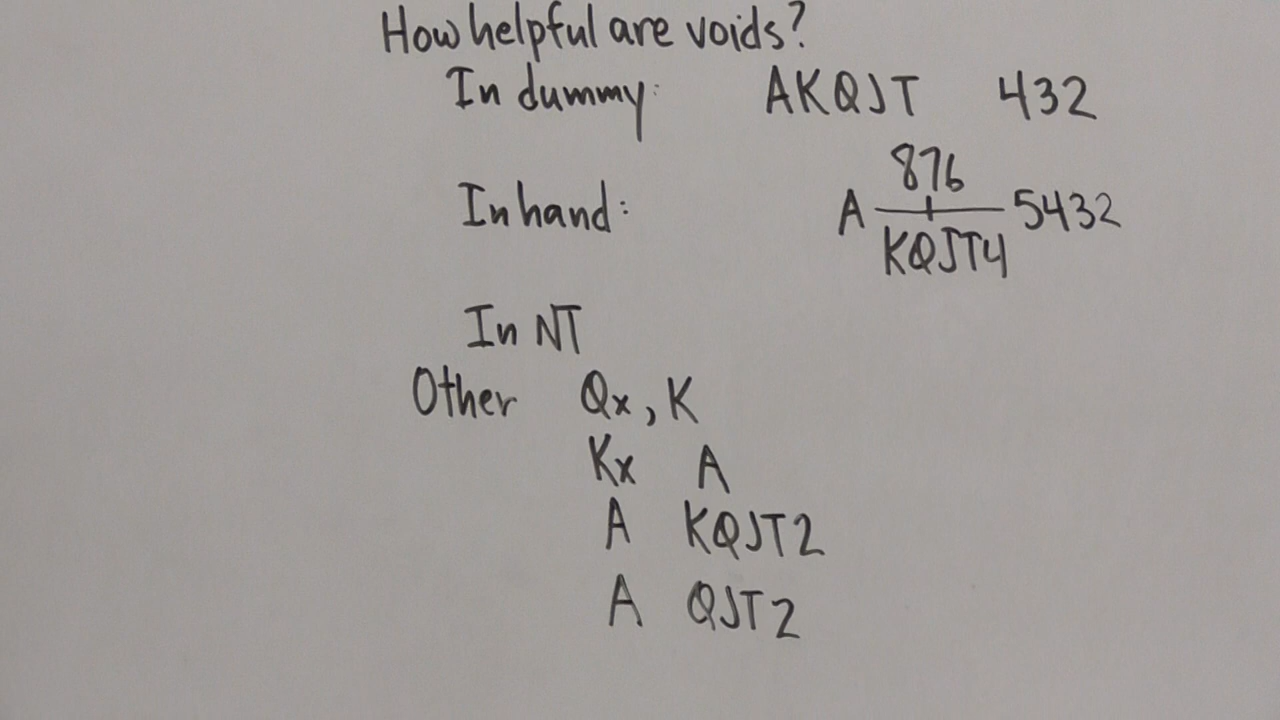 How helpful are voids?
In dummy: AKQJT 432
876
In hand: A 5432
KQJT4
In NT
Other Qx, K
Kx A
A KQJT2
A QJT2